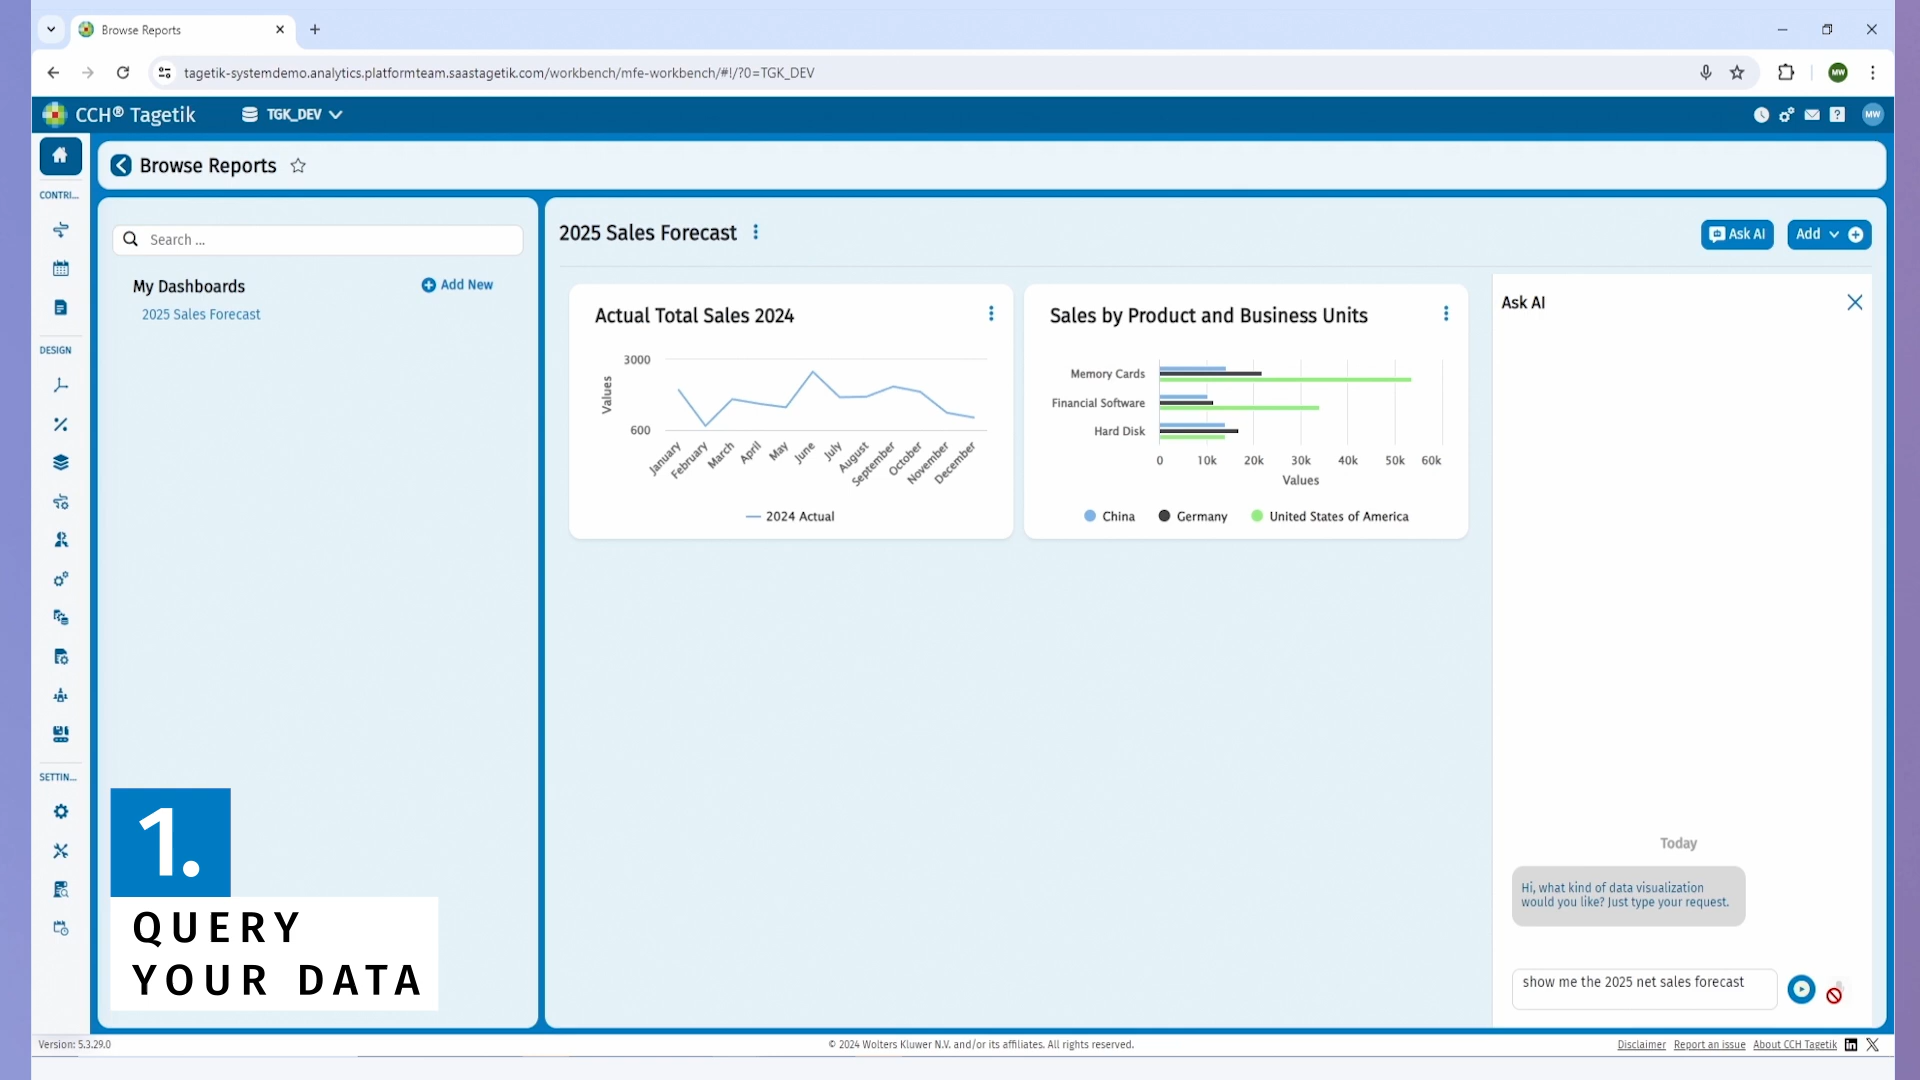 Browse Reports
tagetik-systemdemo.analytics.platformteam.saastagetik.com/workbench/mfe-workbench/#!/?0=TGK_DEV
MW
CCH® Tagetik
TGK_DEV
MW
Browse Reports
CONTRI...
DESIGN
SETTIN...
Search ...
My Dashboards
Add New
2025 Sales Forecast
2025 Sales Forecast
Ask AI
Add
Actual Total Sales 2024
3000
600
Values
January
February
March
April
May
June
July
August
September
October
November
December
2024 Actual
Sales by Product and Business Units
Memory Cards
Financial Software
Hard Disk
0 10k 20k 30k 40k 50k 60k
Values
China Germany United States of America
Ask AI
Today
Hi, what kind of data visualization
would you like? Just type your request.
show me the 2025 net sales forecast
1.
QUERY
YOUR DATA
Version: 5.3.29.0
© 2024 Wolters Kluwer N.V. and/or its affiliates. All rights reserved.
Disclaimer Report an issue About CCH Tagetik